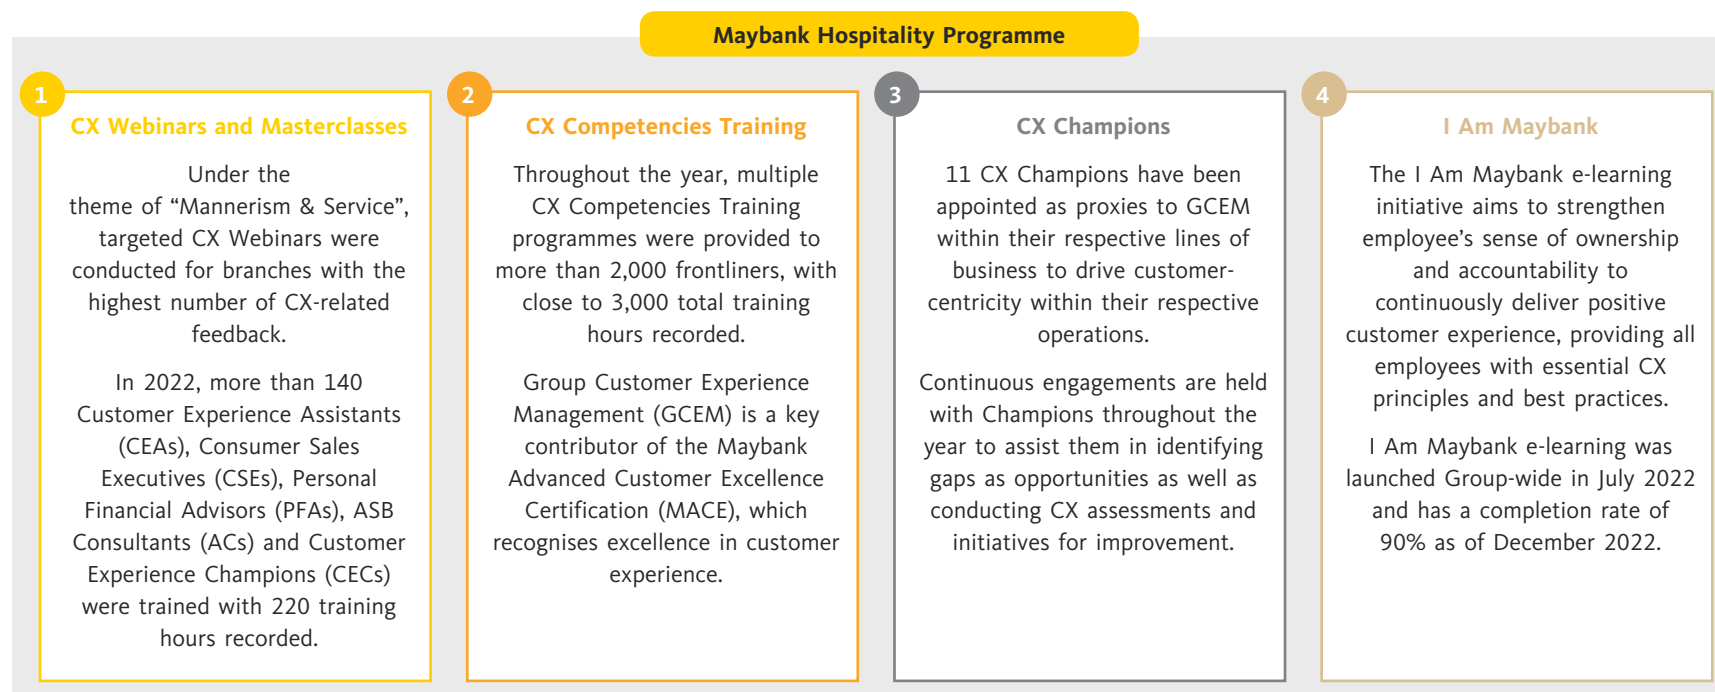 Maybank Hospitality Programme
1
CX Webinars and Masterclasses
Under the
theme of “Mannerism & Service”,
targeted CX Webinars were
conducted for branches with the
highest number of CX-related
feedback.
In 2022, more than 140
Customer Experience Assistants
(CEAs), Consumer Sales
Executives (CSEs), Personal
Financial Advisors (PFAs), ASB
Consultants (ACs) and Customer
Experience Champions (CECs)
were trained with 220 training
hours recorded.
2
CX Competencies Training
Throughout the year, multiple
CX Competencies Training
programmes were provided to
more than 2,000 frontliners, with
close to 3,000 total training
hours recorded.
Group Customer Experience
Management (GCEM) is a key
contributor of the Maybank
Advanced Customer Excellence
Certification (MACE), which
recognises excellence in customer
experience.
3
CX Champions
11 CX Champions have been
appointed as proxies to GCEM
within their respective lines of
business to drive customer-
centricity within their respective
operations.
Continuous engagements are held
with Champions throughout the
year to assist them in identifying
gaps as opportunities as well as
conducting CX assessments and
initiatives for improvement.
4
I Am Maybank
The I Am Maybank e-learning
initiative aims to strengthen
employee’s sense of ownership
and accountability to
continuously deliver positive
customer experience, providing all
employees with essential CX
principles and best practices.
I Am Maybank e-learning was
launched Group-wide in July 2022
and has a completion rate of
90% as of December 2022.